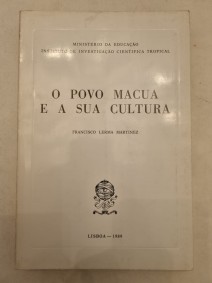 MINISTÉRIO DA EDUCAÇÃO
INSTITUTO DE INVESTIGAÇÃO CIENTÍFICA TROPICAL
O POVO MACUA
E A SUA CULTURA
FRANCISCO LERMA MARTÍNEZ
LISBOA — 1989